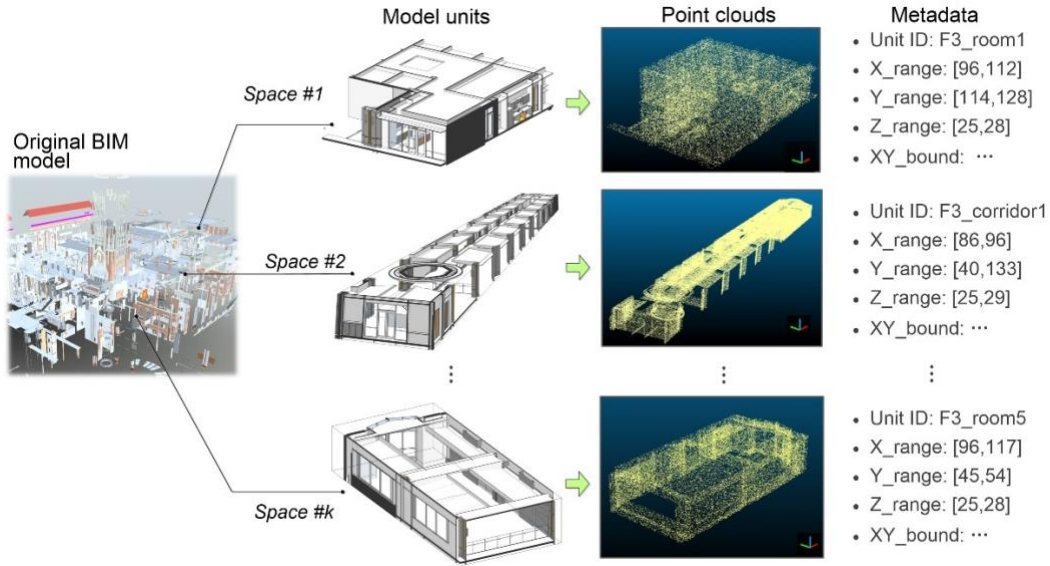 Model units
Point clouds
Metadata
Original BIM
model
Space #1
• Unit ID: F3_room1
• X_range: [96,112]
• Y_range: [114,128]
• Z_range: [25,28]
• XY_bound: ⋯
Space #2
• Unit ID: F3_corridor1
• X_range: [86,96]
• Y_range: [40,133]
• Z_range: [25,29]
• XY_bound: ⋯
⋮ ⋮ ⋮
Space #k
• Unit ID: F3_room5
• X_range: [96,117]
• Y_range: [45,54]
• Z_range: [25,28]
• XY_bound: ⋯